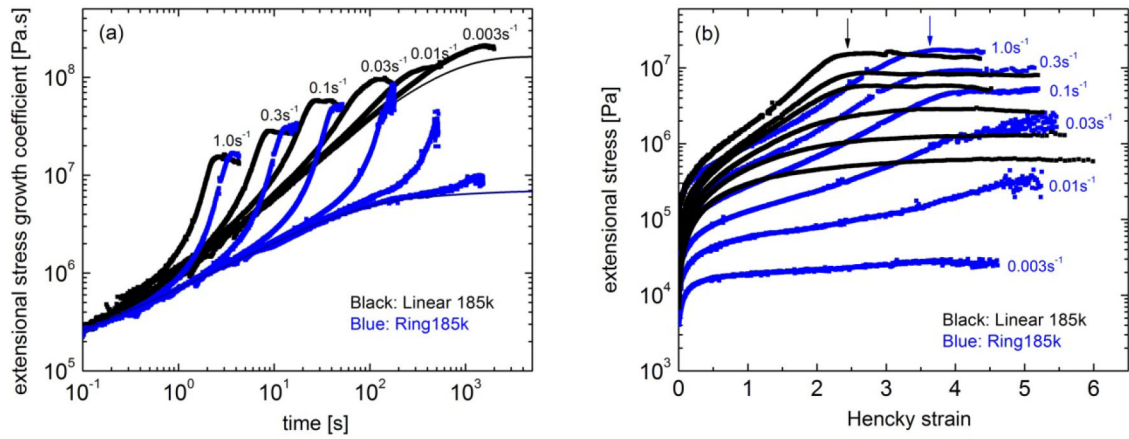 (a)
extensional stress growth coefficient [Pa.s]
10⁸
10⁷
10⁶
10⁵
1.0s⁻¹
0.3s⁻¹
0.1s⁻¹
0.03s⁻¹
0.01s⁻¹
0.003s⁻¹
Black: Linear 185k
Blue: Ring185k
10⁻¹ 10⁰ 10¹ 10² 10³
time [s]
(b)
extensional stress [Pa]
10⁷
10⁶
10⁵
10⁴
10³
1.0s⁻¹
0.3s⁻¹
0.1s⁻¹
0.03s⁻¹
0.01s⁻¹
0.003s⁻¹
Black: Linear 185k
Blue: Ring185k
0 1 2 3 4 5 6
Hencky strain